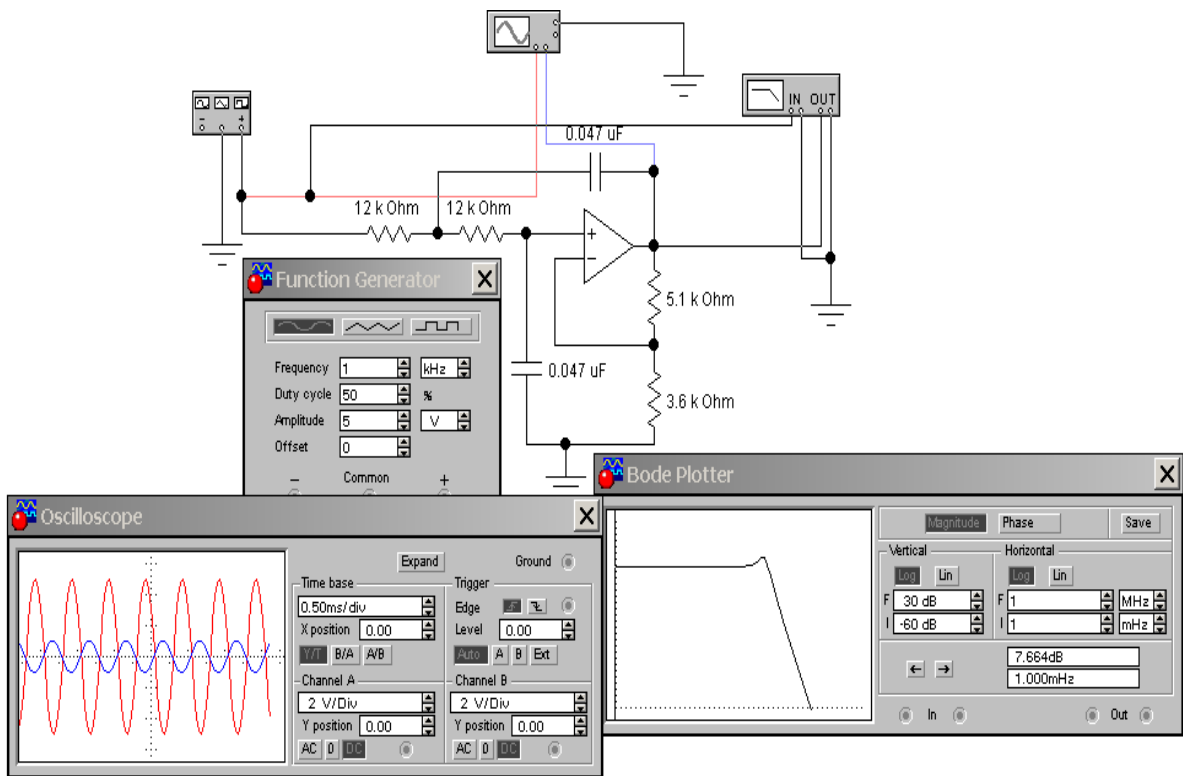 IN OUT
- +
0.047 uF
12 k Ohm 12 k Ohm
+
-
5.1 k Ohm
0.047 uF
3.6 k Ohm
Function Generator X
Frequency 1 kHz
Duty cycle 50 %
Amplitude 5 V
Offset 0
- Common +
Oscilloscope X
Expand Ground
Time base
0.50ms/div
X position 0.00
Y/T B/A A/B
Trigger
Edge
Level 0.00
Auto A B Ext
Channel A
2 V/Div
Y position 0.00
AC 0 DC
Channel B
2 V/Div
Y position 0.00
AC 0 DC
Bode Plotter X
Magnitude Phase Save
Vertical
Log Lin
F 30 dB
I -60 dB
Horizontal
Log Lin
F 1 MHz
I 1 mHz
← →
7.664dB
1.000mHz
In Out